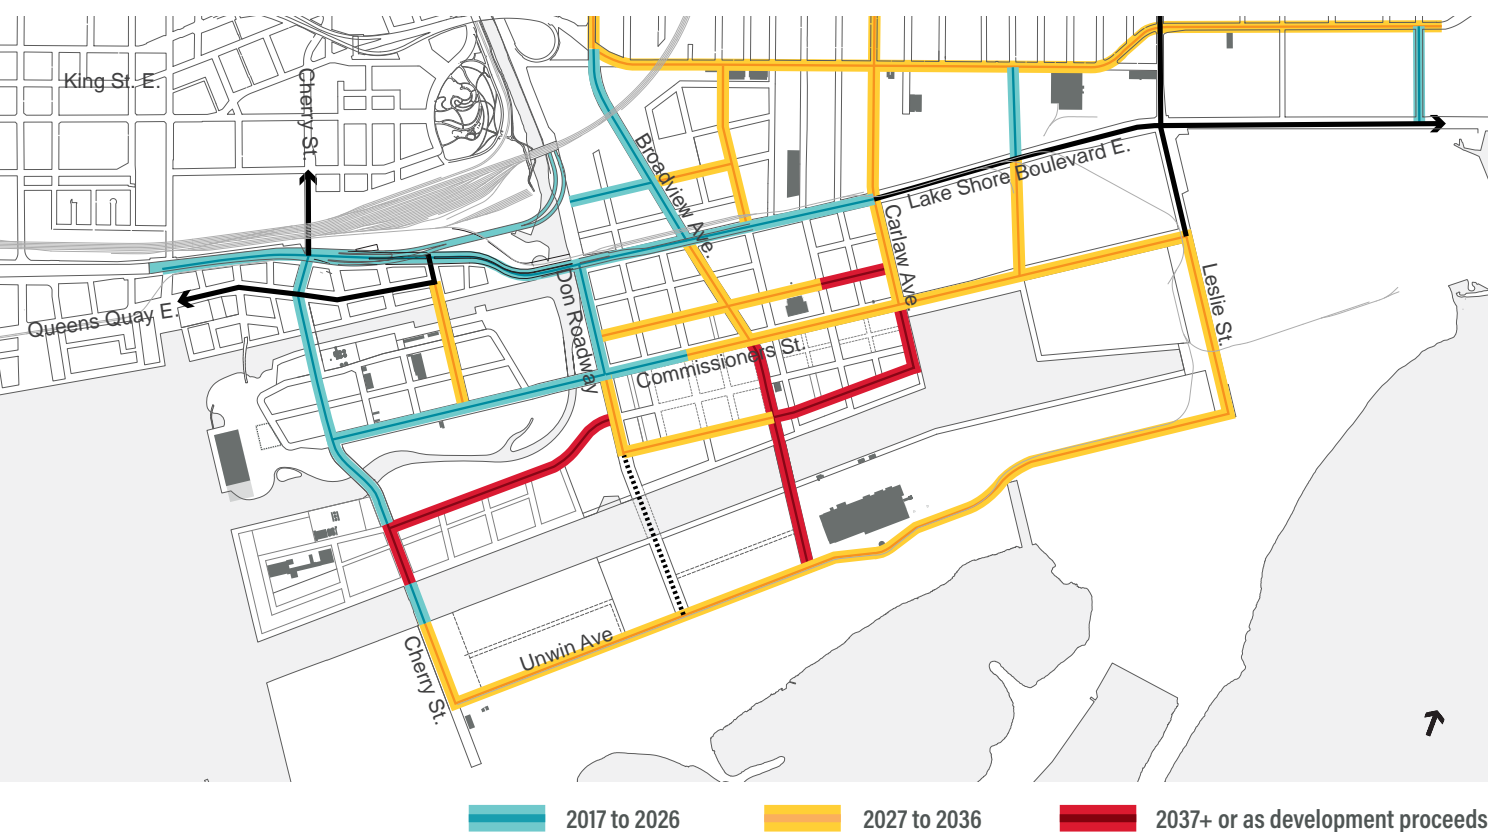 King St. E.
Cherry St.
Broadview Ave.
Lake Shore Boulevard E.
Carlaw Ave.
Queens Quay E.
Don Roadway
Leslie St.
Commissioners St.
Unwin Ave
Cherry St.
2017 to 2026
2027 to 2036
2037+ or as development proceeds